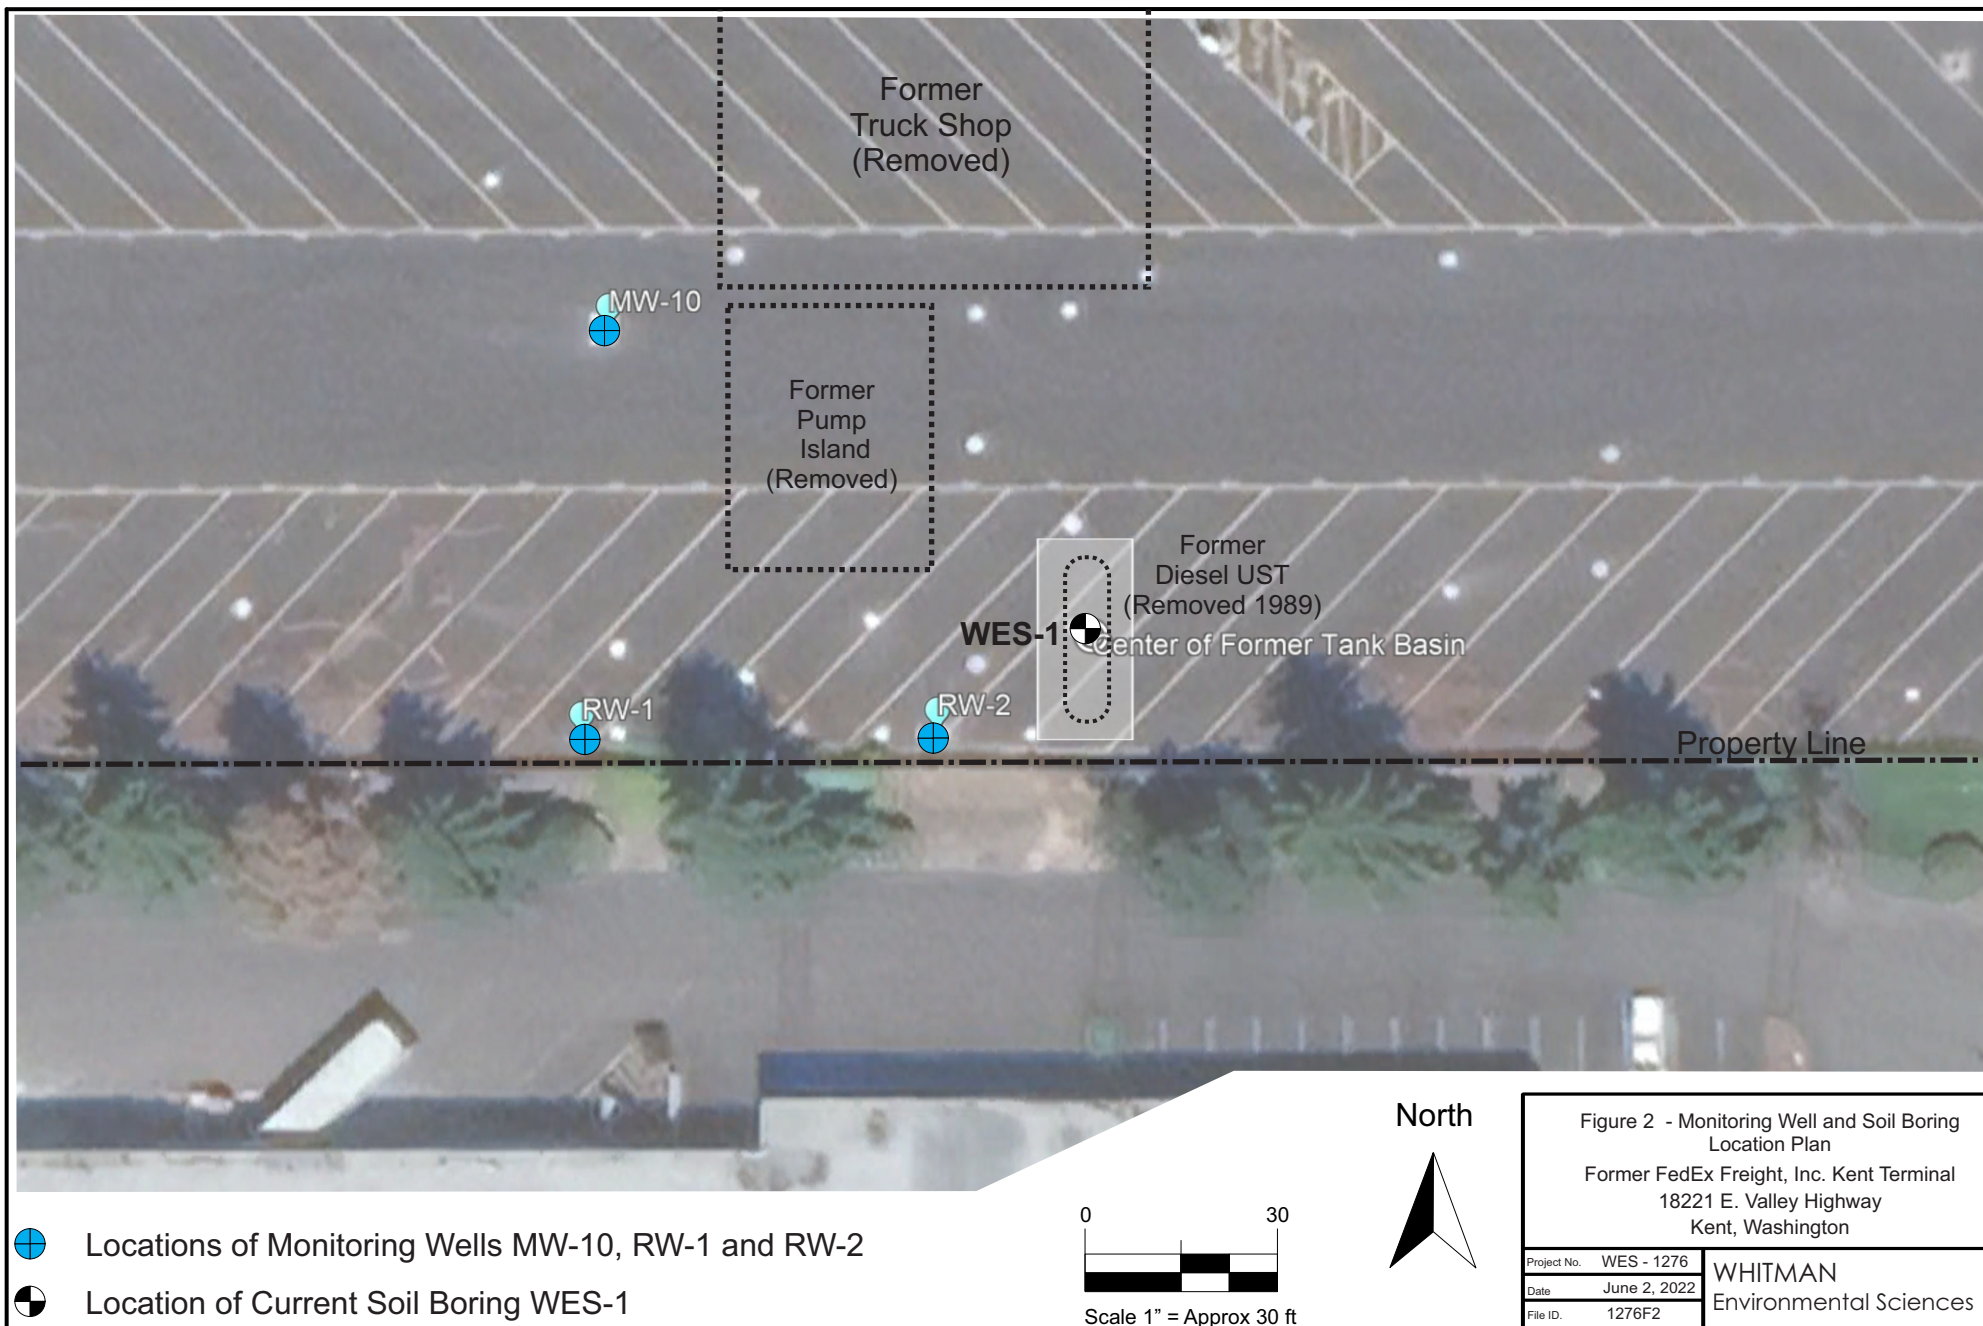 Former
Truck Shop
(Removed)
MW-10
Former
Pump
Island
(Removed)
Former
Diesel UST
(Removed 1989)
WES-1
Center of Former Tank Basin
RW-1
RW-2
Property Line
North
0 30
Scale 1” = Approx 30 ft
Locations of Monitoring Wells MW-10, RW-1 and RW-2
Location of Current Soil Boring WES-1
Figure 2 - Monitoring Well and Soil Boring
Location Plan
Former FedEx Freight, Inc. Kent Terminal
18221 E. Valley Highway
Kent, Washington
Project No. WES - 1276
Date June 2, 2022
File ID. 1276F2
WHITMAN
Environmental Sciences